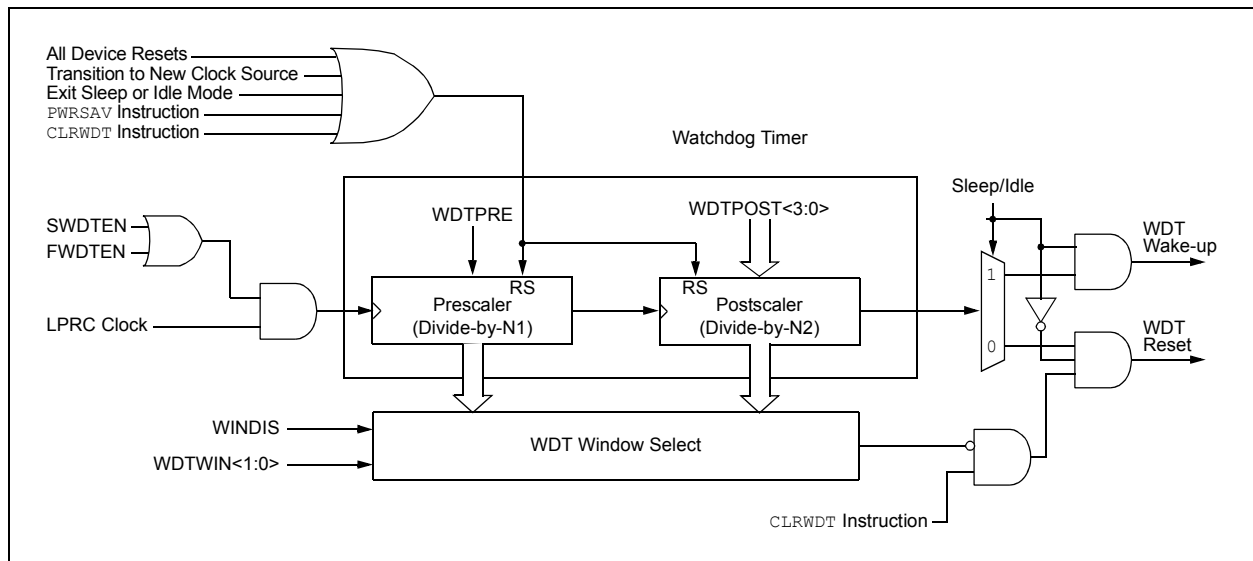 All Device Resets
Transition to New Clock Source
Exit Sleep or Idle Mode
PWRSAV Instruction
CLRWDT Instruction
Watchdog Timer
Sleep/Idle
SWDTEN
FWDTEN
WDTPRE
WDTPOST<3:0>
WDT
Wake-up
RS
RS
1
Prescaler
(Divide-by-N1)
Postscaler
(Divide-by-N2)
LPRC Clock
0
WDT
Reset
WINDIS
WDT Window Select
WDTWIN<1:0>
CLRWDT Instruction